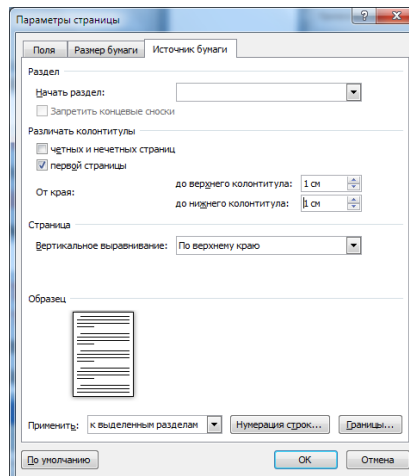 Параметры страницы
Поля Размер бумаги Источник бумаги
Раздел
Начать раздел:
Запретить концевые сноски
Различать колонтитулы
четных и нечетных страниц
первой страницы
От края:
до верхнего колонтитула: 1 см
до нижнего колонтитула: 1 см
Страница
Вертикальное выравнивание: По верхнему краю
Образец
Применить: к выделенным разделам Нумерация строк... Границы...
По умолчанию ОК Отмена